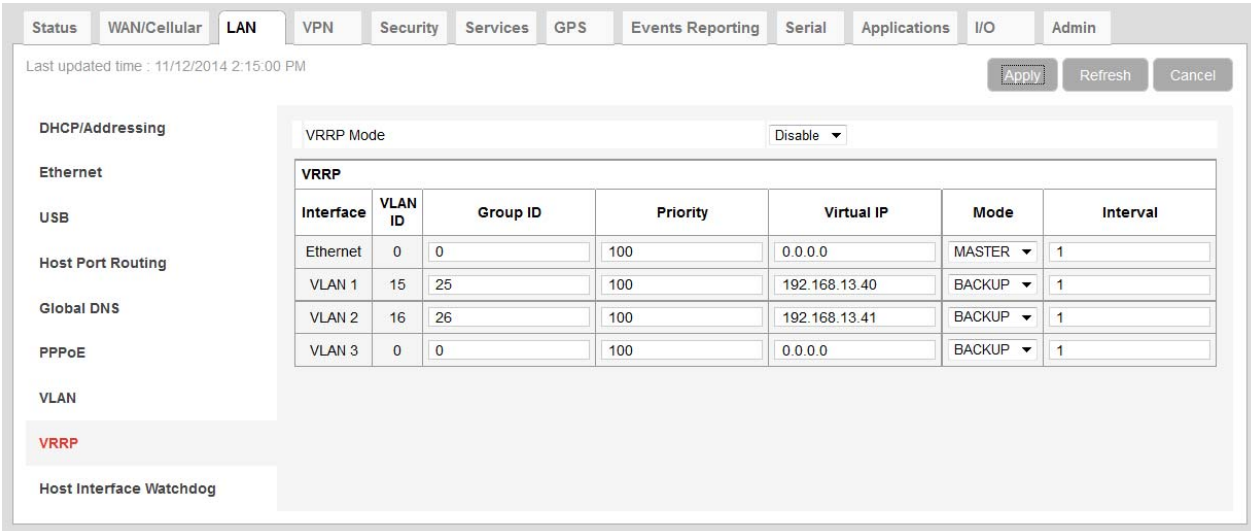 Status WAN/Cellular LAN VPN Security Services GPS Events Reporting Serial Applications I/O Admin
Last updated time : 11/12/2014 2:15:00 PM
Apply Refresh Cancel
DHCP/Addressing
Ethernet
USB
Host Port Routing
Global DNS
PPPoE
VLAN
VRRP
Host Interface Watchdog
VRRP Mode Disable
VRRP
Interface VLAN ID Group ID Priority Virtual IP Mode Interval
Ethernet 0 0 100 0.0.0.0 MASTER 1
VLAN 1 15 25 100 192.168.13.40 BACKUP 1
VLAN 2 16 26 100 192.168.13.41 BACKUP 1
VLAN 3 0 0 100 0.0.0.0 BACKUP 1